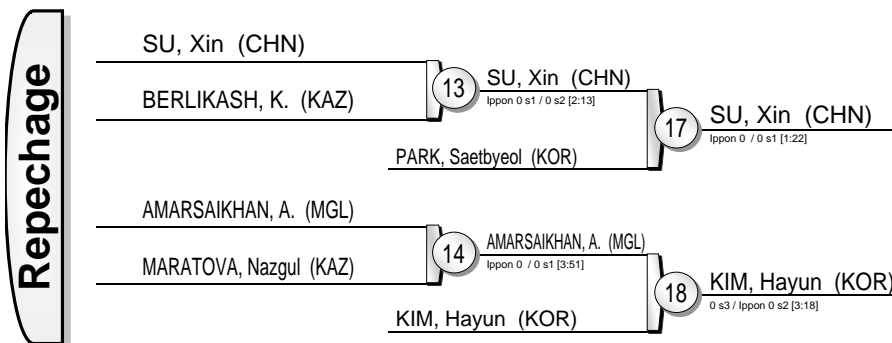 Repechage
SU, Xin (CHN)
BERLIKASH, K. (KAZ)
13
SU, Xin (CHN)
Ippon 0 s1 / 0 s2 [2:13]
PARK, Saetbyeol (KOR)
17
SU, Xin (CHN)
Ippon 0 / 0 s1 [1:22]
AMARSAIKHAN, A. (MGL)
MARATOVA, Nazgul (KAZ)
14
AMARSAIKHAN, A. (MGL)
Ippon 0 / 0 s1 [3:51]
KIM, Hayun (KOR)
18
KIM, Hayun (KOR)
0 s3 / Ippon 0 s2 [3:18]